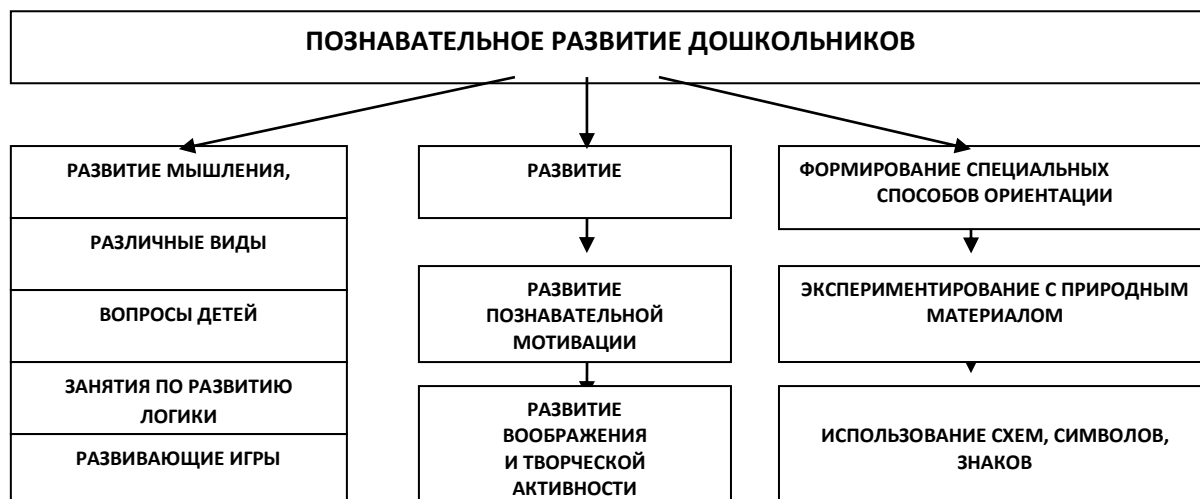 ПОЗНАВАТЕЛЬНОЕ РАЗВИТИЕ ДОШКОЛЬНИКОВ
РАЗВИТИЕ МЫШЛЕНИЯ,
РАЗЛИЧНЫЕ ВИДЫ
ВОПРОСЫ ДЕТЕЙ
ЗАНЯТИЯ ПО РАЗВИТИЮ
ЛОГИКИ
РАЗВИВАЮЩИЕ ИГРЫ
РАЗВИТИЕ
РАЗВИТИЕ
ПОЗНАВАТЕЛЬНОЙ
МОТИВАЦИИ
РАЗВИТИЕ
ВООБРАЖЕНИЯ
И ТВОРЧЕСКОЙ
АКТИВНОСТИ
ФОРМИРОВАНИЕ СПЕЦИАЛЬНЫХ
СПОСОБОВ ОРИЕНТАЦИИ
ЭКСПЕРИМЕНТИРОВАНИЕ С ПРИРОДНЫМ
МАТЕРИАЛОМ
ИСПОЛЬЗОВАНИЕ СХЕМ, СИМВОЛОВ,
ЗНАКОВ